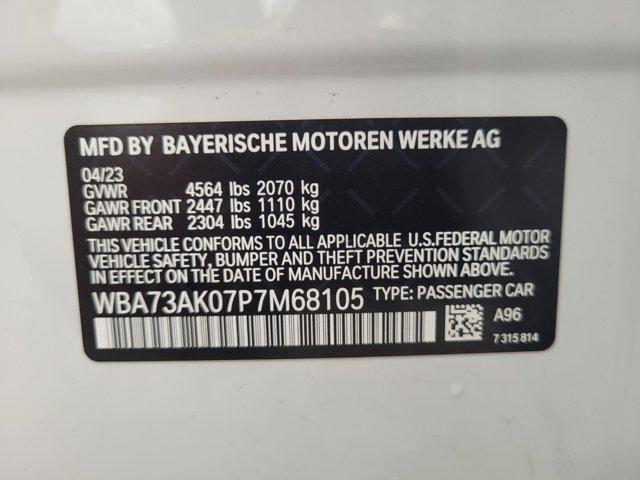 MFD BY BAYERISCHE MOTOREN WERKE AG
04/23
GVWR 4564 lbs 2070 kg
GAWR FRONT 2447 lbs 1110 kg
GAWR REAR 2304 lbs 1045 kg
THIS VEHICLE CONFORMS TO ALL APPLICABLE U.S.FEDERAL MOTOR
VEHICLE SAFETY, BUMPER AND THEFT PREVENTION STANDARDS
IN EFFECT ON THE DATE OF MANUFACTURE SHOWN ABOVE.
WBA73AK07P7M68105 TYPE: PASSENGER CAR
A96
7 315 814